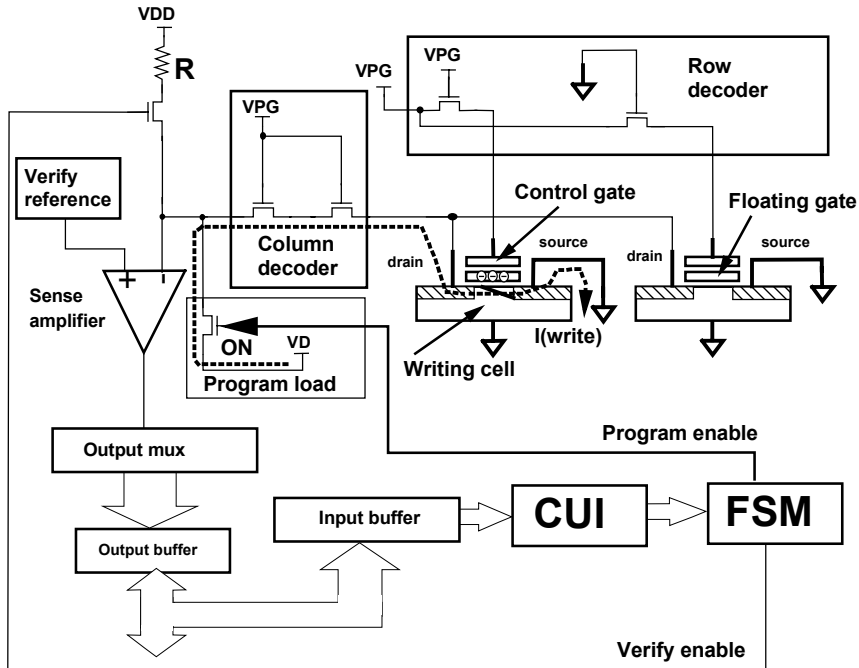 VDD
R
VPG
VPG
VPG
Row
decoder
Verify
reference
Column
decoder
Control gate
Floating gate
drain
source
drain
source
+
-
Sense
amplifier
ON
VD
Program load
I(write)
Writing cell
Output mux
Program enable
Input buffer
CUI
FSM
Output buffer
Verify enable